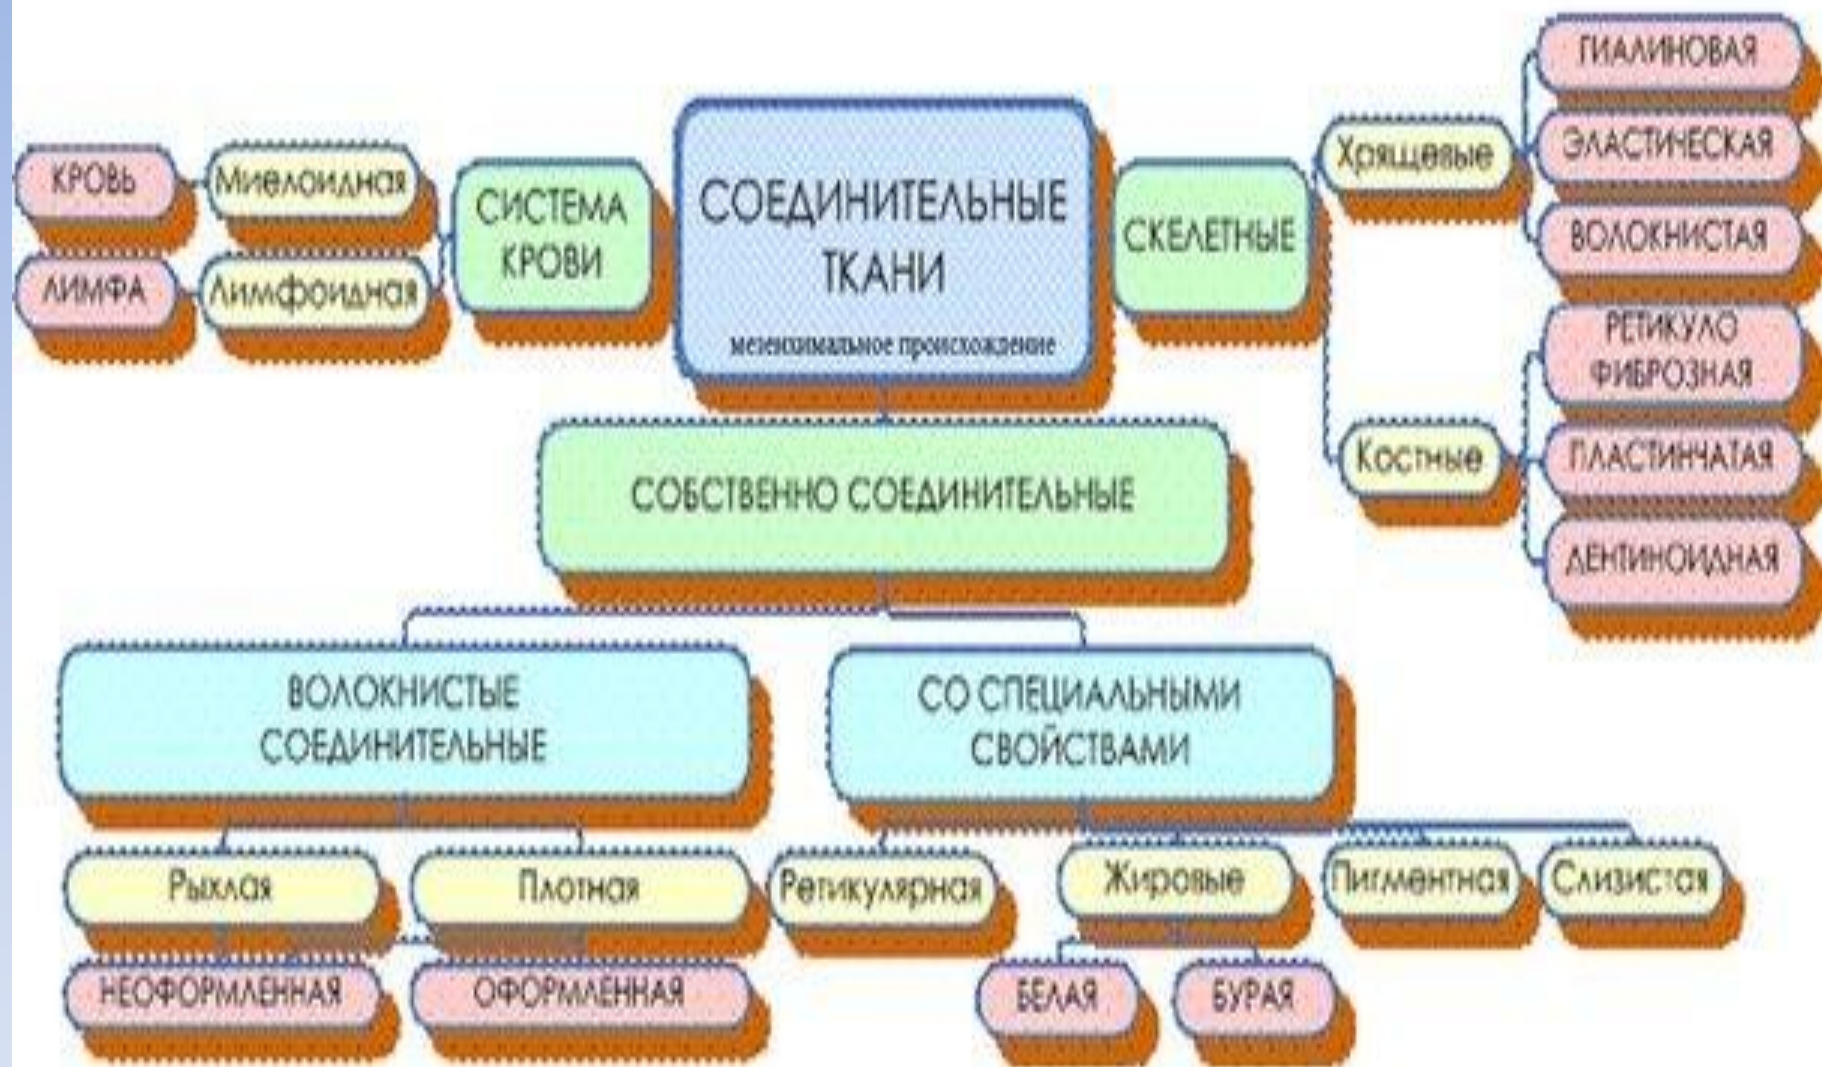 ГИАЛИНОВАЯ
Хрящевые
ЭЛАСТИЧЕСКАЯ
ВОЛОКНИСТАЯ
КРОВЬ
Миелоидная
ЛИМФА
Лимфоидная
СИСТЕМА
КРОВИ
СОЕДИНИТЕЛЬНЫЕ
ТКАНИ
мезенхимальное происхождение
СКЕЛЕТНЫЕ
РЕТИКУЛО
ФИБРОЗНАЯ
Костные
ПЛАСТИНЧАТАЯ
ДЕНТИНОИДНАЯ
СОБСТВЕННО СОЕДИНИТЕЛЬНЫЕ
ВОЛОКНИСТЫЕ
СОЕДИНИТЕЛЬНЫЕ
СО СПЕЦИАЛЬНЫМИ
СВОЙСТВАМИ
Рыхлая
Плотная
Ретикулярная
Жировые
Пигментная
Слизистая
НЕОФОРМЛЕННАЯ
ОФОРМЛЕННАЯ
БЕЛАЯ
БУРАЯ